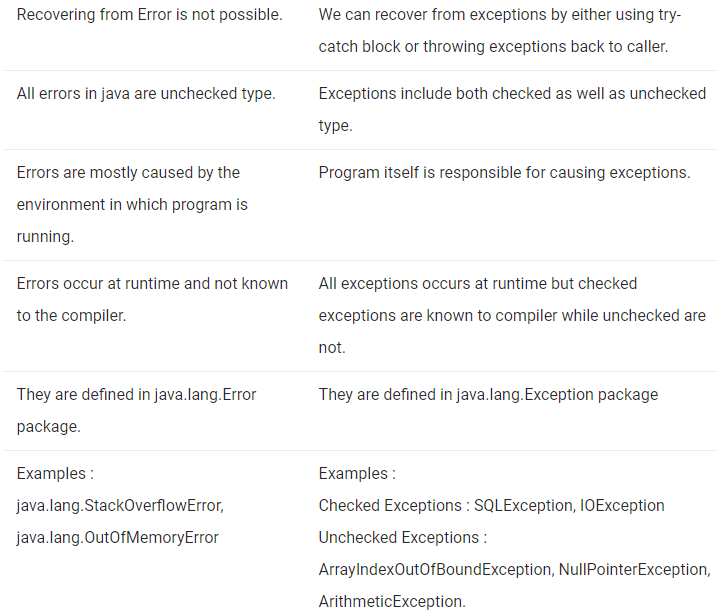 Recovering from Error is not possible.
We can recover from exceptions by either using try-
catch block or throwing exceptions back to caller.
All errors in java are unchecked type.
Exceptions include both checked as well as unchecked
type.
Errors are mostly caused by the
environment in which program is
running.
Program itself is responsible for causing exceptions.
Errors occur at runtime and not known
to the compiler.
All exceptions occurs at runtime but checked
exceptions are known to compiler while unchecked are
not.
They are defined in java.lang.Error
package.
They are defined in java.lang.Exception package
Examples :
java.lang.StackOverflowError,
java.lang.OutOfMemoryError
Examples :
Checked Exceptions : SQLException, IOException
Unchecked Exceptions :
ArrayIndexOutOfBoundException, NullPointerException,
ArithmeticException.